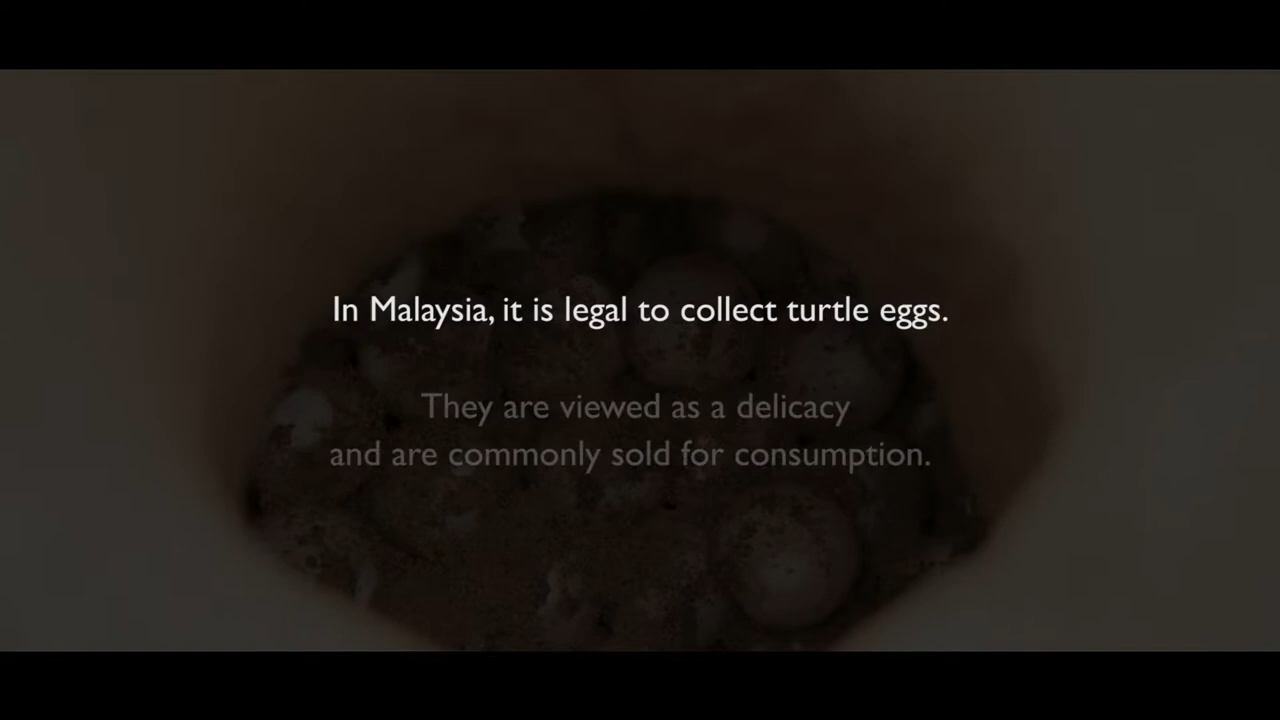 In Malaysia, it is legal to collect turtle eggs.
They are viewed as a delicacy
and are commonly sold for consumption.